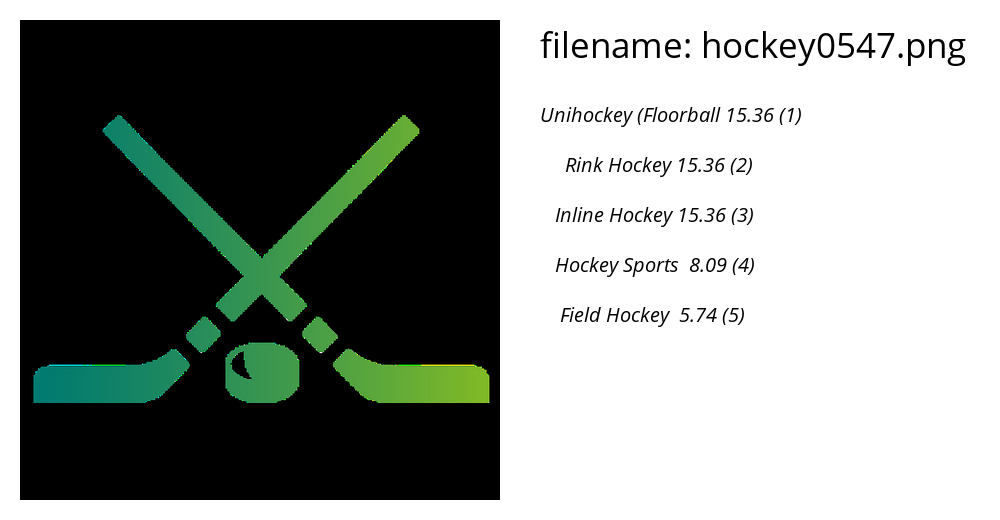 filename: hockey0547.png
Unihockey (Floorball 15.36 (1)
Rink Hockey 15.36 (2)
Inline Hockey 15.36 (3)
Hockey Sports  8.09 (4)
Field Hockey  5.74 (5)